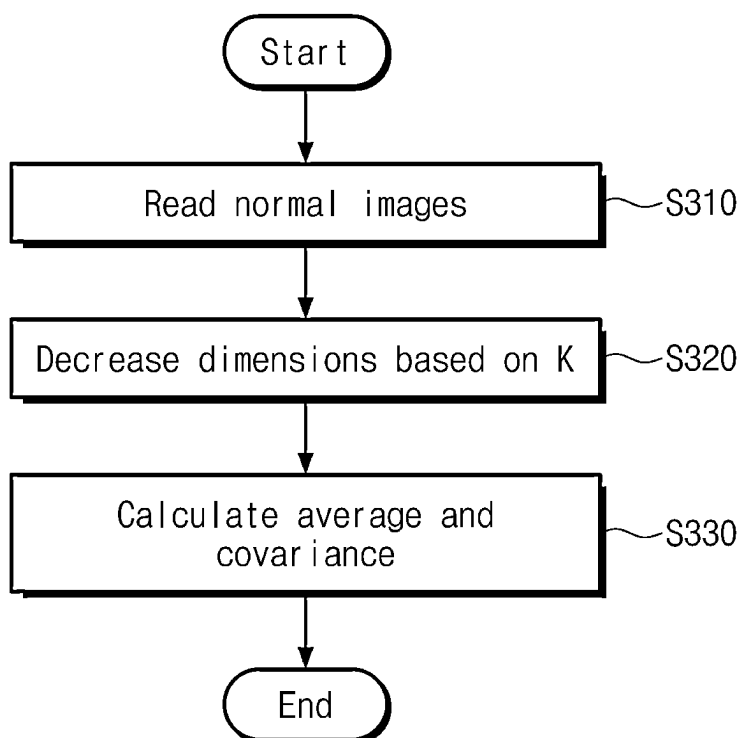 Start
Read normal images
S310
Decrease dimensions based on K
S320
Calculate average and
covariance
S330
End